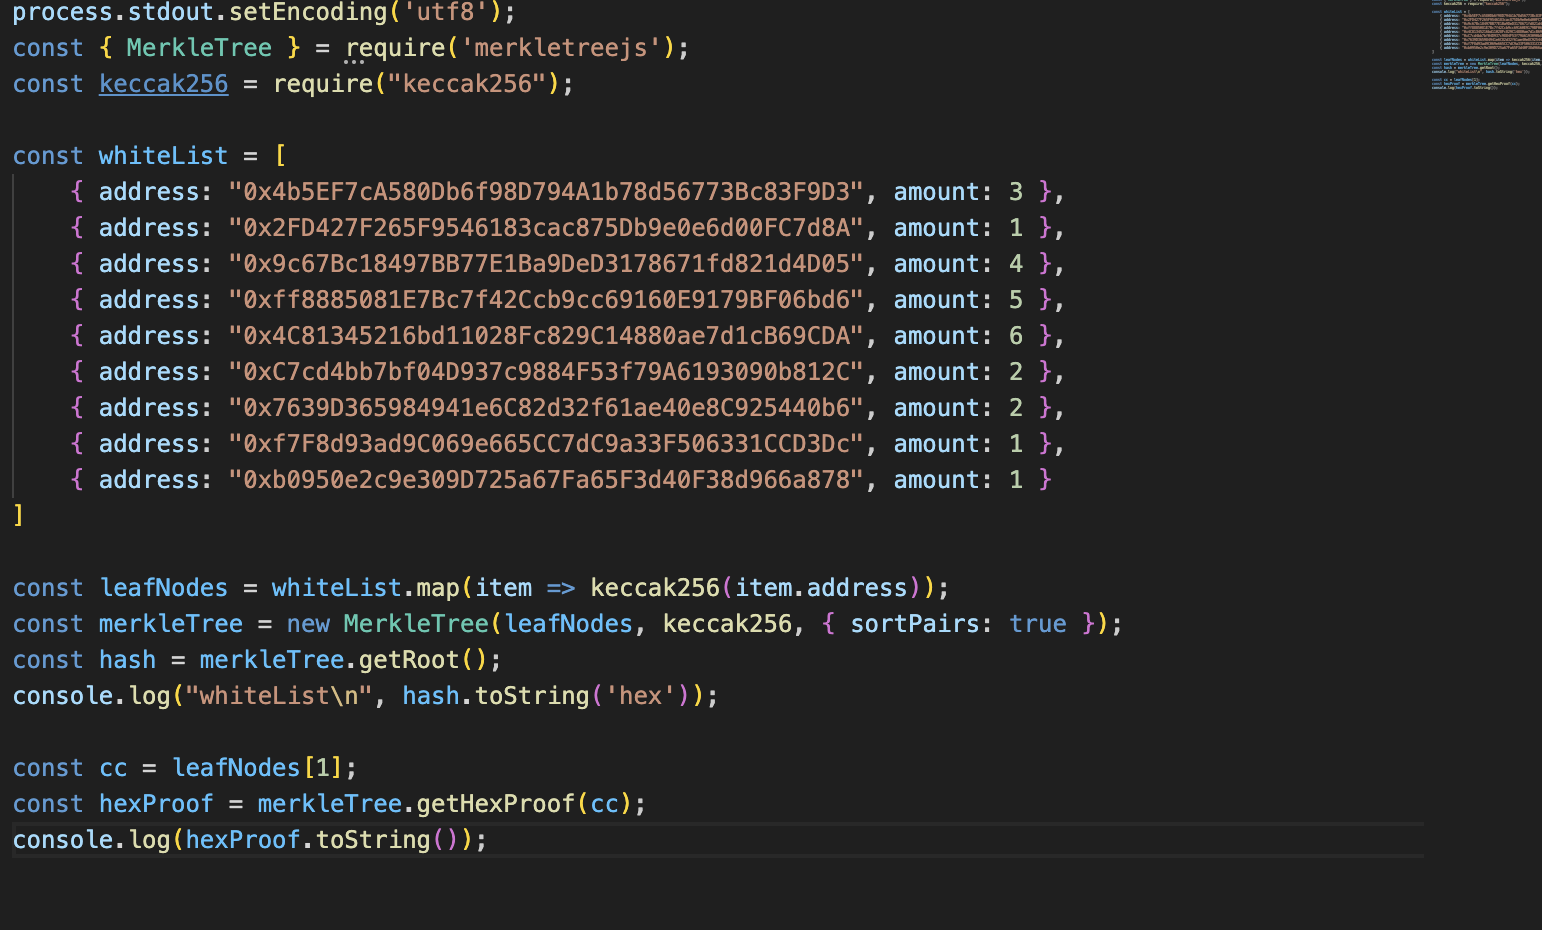 process.stdout.setEncoding('utf8');
const { MerkleTree } = require('merkletreejs');
const keccak256 = require("keccak256");
const whiteList = [
{ address: "0x4b5EF7cA580Db6f98D794A1b78d56773Bc83F9D3", amount: 3 },
{ address: "0x2FD427F265F9546183cac875Db9e0e6d00FC7d8A", amount: 1 },
{ address: "0x9c67Bc18497BB77E1Ba9DeD3178671fd821d4D05", amount: 4 },
{ address: "0xff8885081E7Bc7f42Ccb9cc69160E9179BF06bd6", amount: 5 },
{ address: "0x4C81345216bd11028Fc829C14880ae7d1cB69CDA", amount: 6 },
{ address: "0xC7cd4bb7bf04D937c9884F53f79A6193090b812C", amount: 2 },
{ address: "0x7639D365984941e6C82d32f61ae40e8C925440b6", amount: 2 },
{ address: "0xf7F8d93ad9C069e665CC7dC9a33F506331CCD3Dc", amount: 1 },
{ address: "0xb0950e2c9e309D725a67Fa65F3d40F38d966a878", amount: 1 }
]
const leafNodes = whiteList.map(item => keccak256(item.address));
const merkleTree = new MerkleTree(leafNodes, keccak256, { sortPairs: true });
const hash = merkleTree.getRoot();
console.log("whiteList\n", hash.toString('hex'));
const cc = leafNodes[1];
const hexProof = merkleTree.getHexProof(cc);
console.log(hexProof.toString());